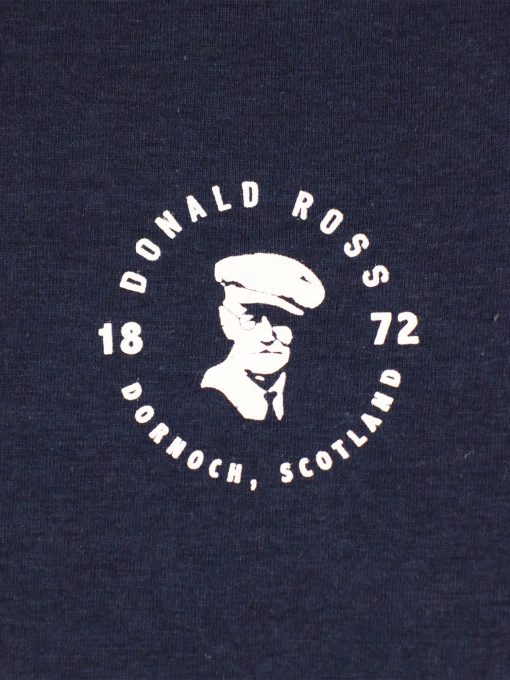 DONALD ROSS
18 72
DORNOCH, SCOTLAND